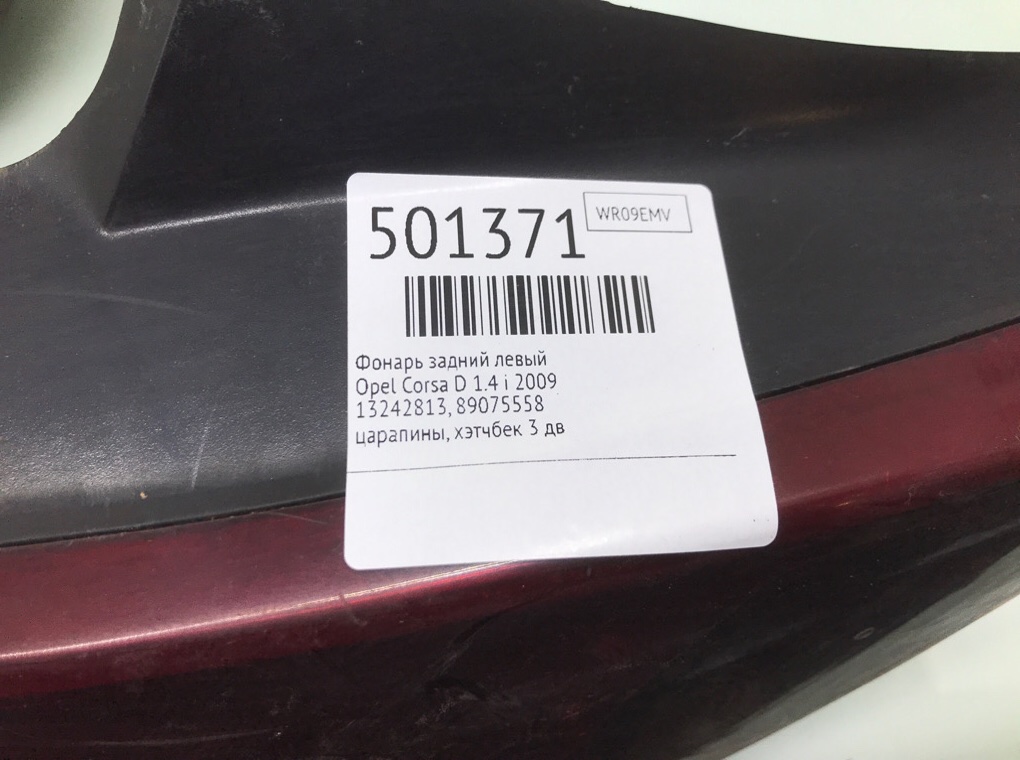 501371
WR09EMV
Фонарь задний левый
Opel Corsa D 1.4 i 2009
13242813, 89075558
царапины, хэтчбек 3 дв